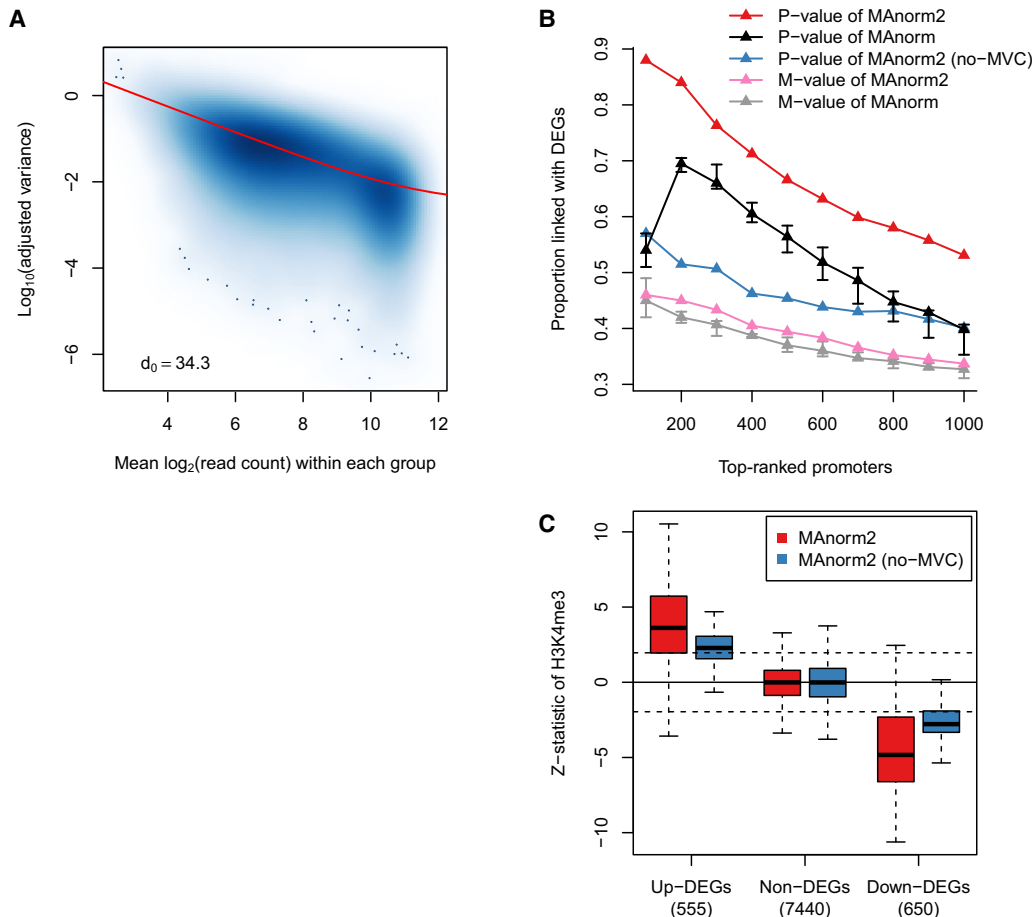 A
Log10(adjusted variance)
0
−2
−4
−6
d0 = 34.3
4 6 8 10 12
Mean log2(read count) within each group
B
P−value of MAnorm2
P−value of MAnorm
P−value of MAnorm2 (no−MVC)
M−value of MAnorm2
M−value of MAnorm
Proportion linked with DEGs
0.9
0.8
0.7
0.6
0.5
0.4
0.3
200 400 600 800 1000
Top−ranked promoters
C
MAnorm2
MAnorm2 (no−MVC)
Z−statistic of H3K4me3
10
5
0
−5
−10
Up−DEGs Non−DEGs Down−DEGs
(555) (7440) (650)